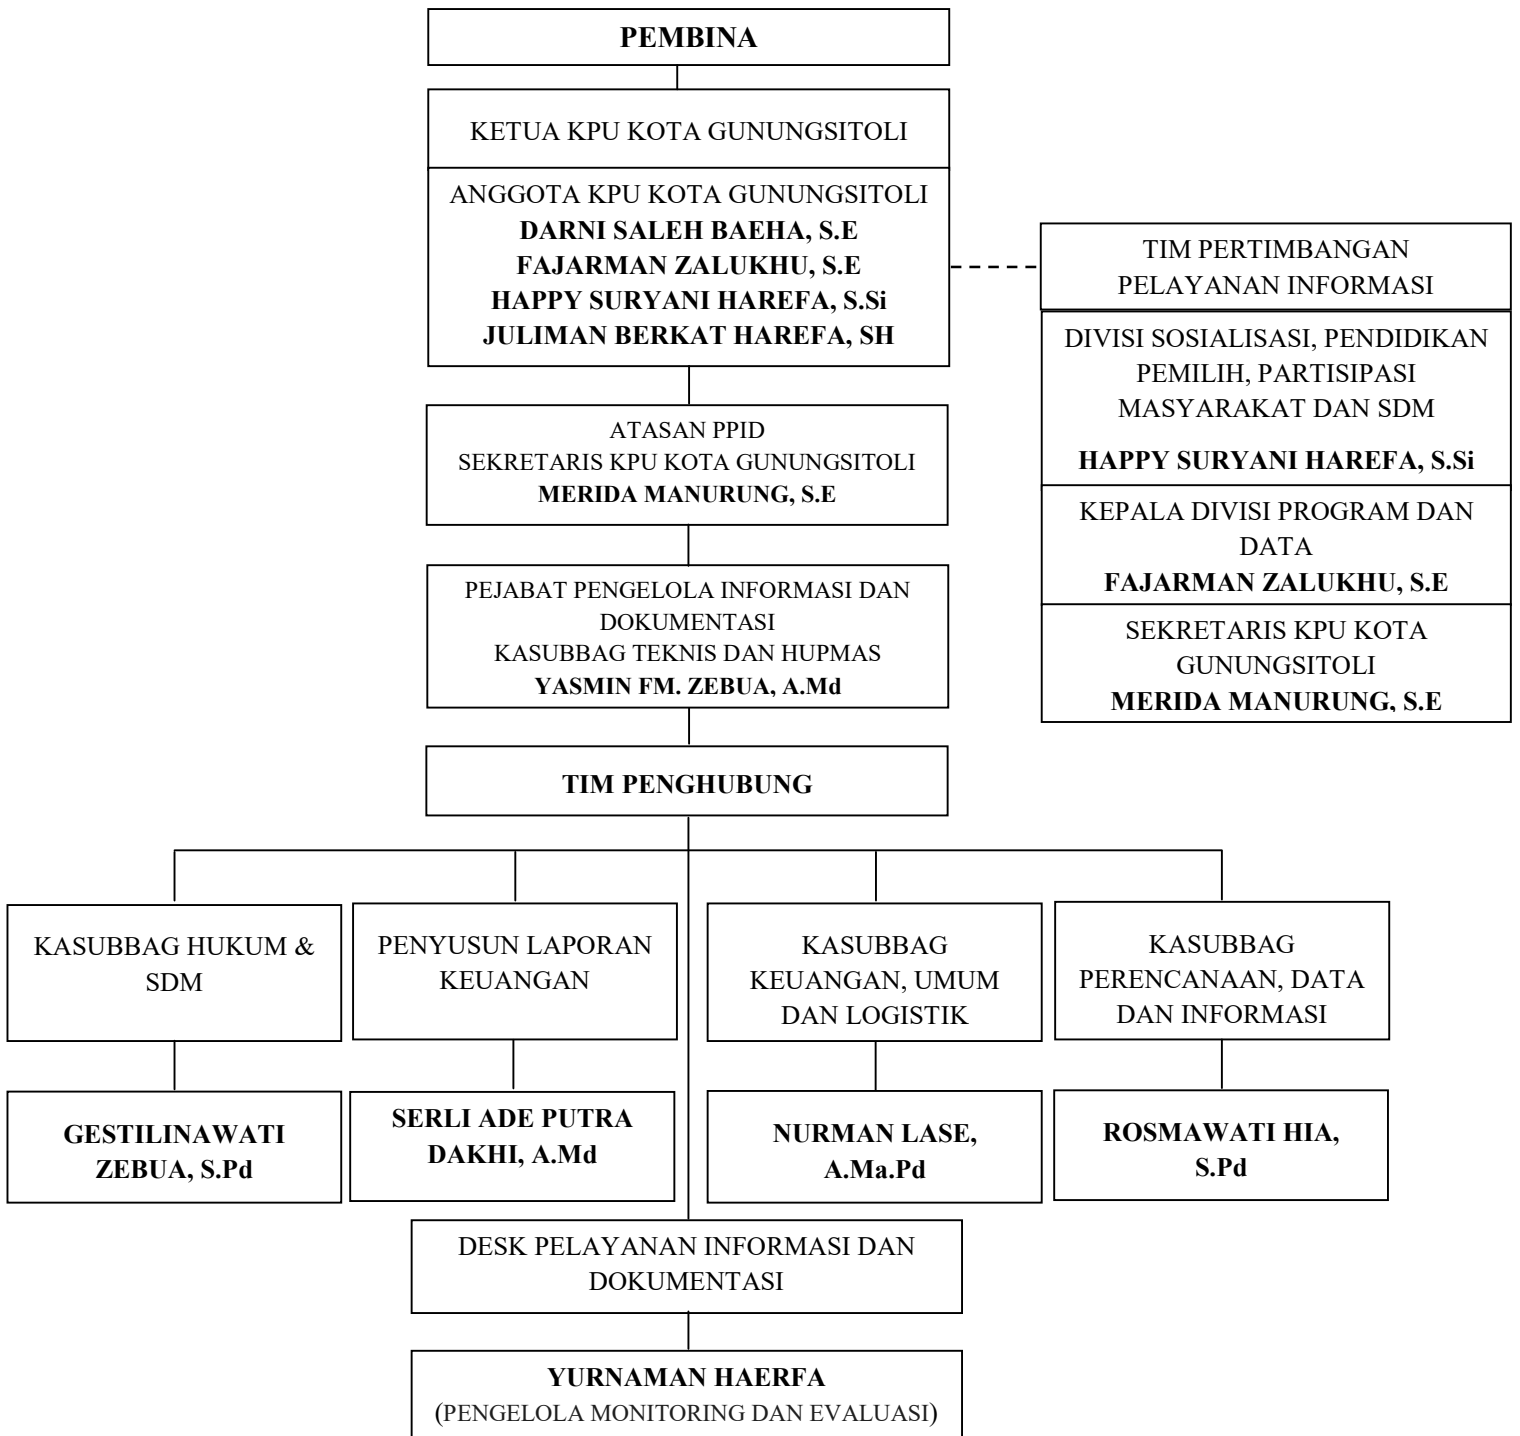 PEMBINA
KETUA KPU KOTA GUNUNGSITOLI
ANGGOTA KPU KOTA GUNUNGSITOLI
DARNI SALEH BAEHA, S.E
FAJARMAN ZALUKHU, S.E
HAPPY SURYANI HAREFA, S.Si
JULIMAN BERKAT HAREFA, SH
TIM PERTIMBANGAN
PELAYANAN INFORMASI
DIVISI SOSIALISASI, PENDIDIKAN
PEMILIH, PARTISIPASI
MASYARAKAT DAN SDM
HAPPY SURYANI HAREFA, S.Si
KEPALA DIVISI PROGRAM DAN
DATA
FAJARMAN ZALUKHU, S.E
SEKRETARIS KPU KOTA
GUNUNGSITOLI
MERIDA MANURUNG, S.E
ATASAN PPID
SEKRETARIS KPU KOTA GUNUNGSITOLI
MERIDA MANURUNG, S.E
PEJABAT PENGELOLA INFORMASI DAN
DOKUMENTASI
KASUBBAG TEKNIS DAN HUPMAS
YASMIN FM. ZEBUA, A.Md
TIM PENGHUBUNG
KASUBBAG HUKUM &
SDM
GESTILINAWATI
ZEBUA, S.Pd
PENYUSUN LAPORAN
KEUANGAN
SERLI ADE PUTRA
DAKHI, A.Md
KASUBBAG
KEUANGAN, UMUM
DAN LOGISTIK
NURMAN LASE,
A.Ma.Pd
KASUBBAG
PERENCANAAN, DATA
DAN INFORMASI
ROSMAWATI HIA,
S.Pd
DESK PELAYANAN INFORMASI DAN
DOKUMENTASI
YURNAMAN HAERFA
(PENGELOLA MONITORING DAN EVALUASI)